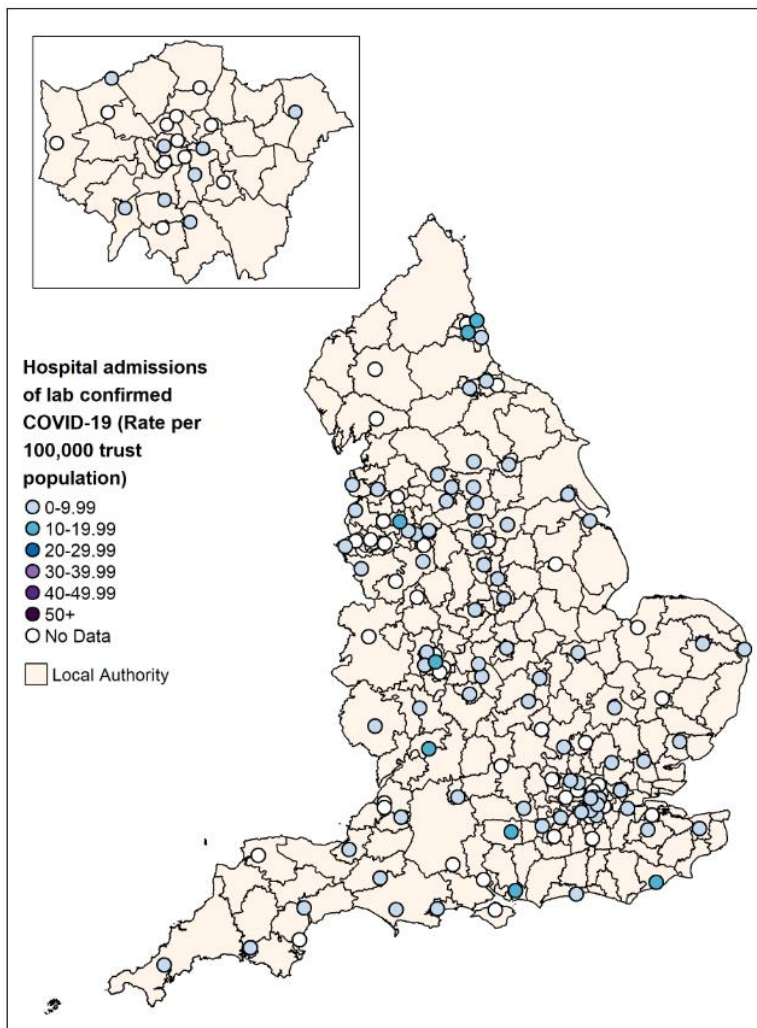 Hospital admissions
of lab confirmed
COVID-19 (Rate per
100,000 trust
population)
0-9.99
10-19.99
20-29.99
30-39.99
40-49.99
50+
No Data
Local Authority